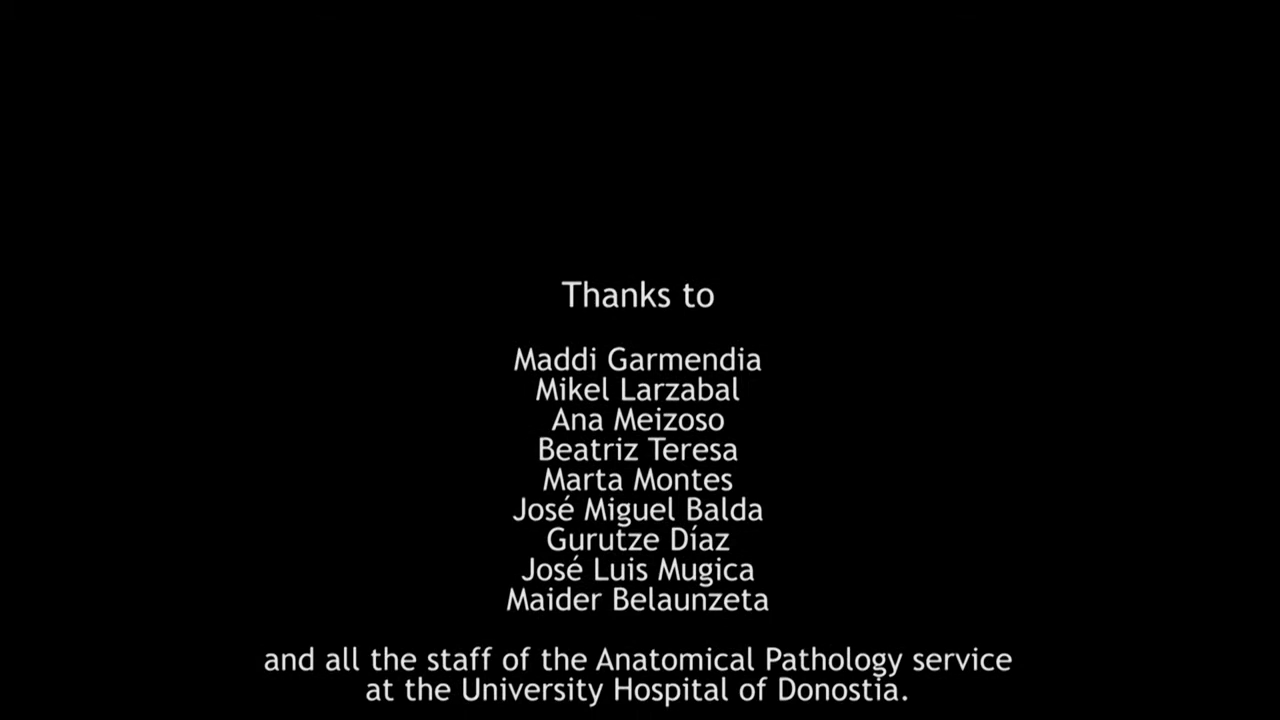 Thanks to
Maddi Garmendia
Mikel Larzabal
Ana Meizoso
Beatriz Teresa
Marta Montes
José Miguel Balda
Gurutze Díaz
José Luis Mugica
Maider Belaunzeta
and all the staff of the Anatomical Pathology service
at the University Hospital of Donostia.